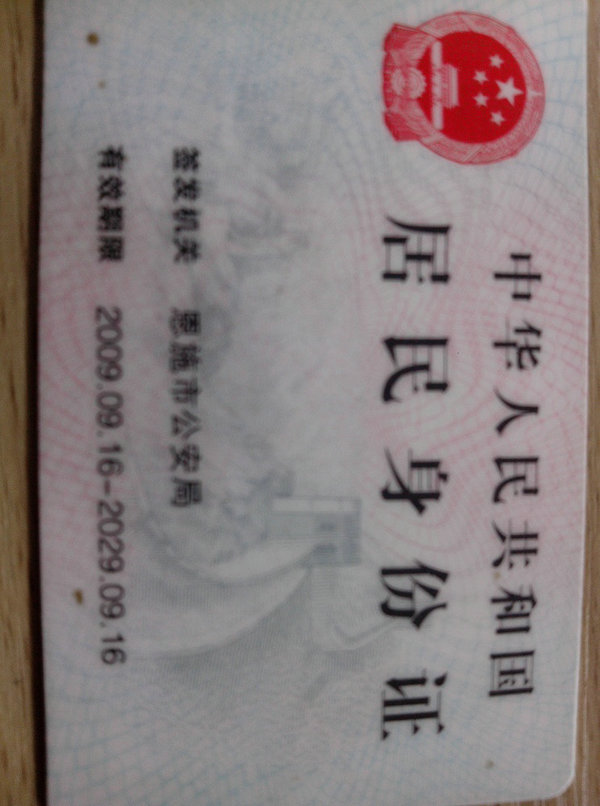 中华人民共和国
居民身份证
签发机关 恩施市公安局
有效期限 2009.09.16-2029.09.16